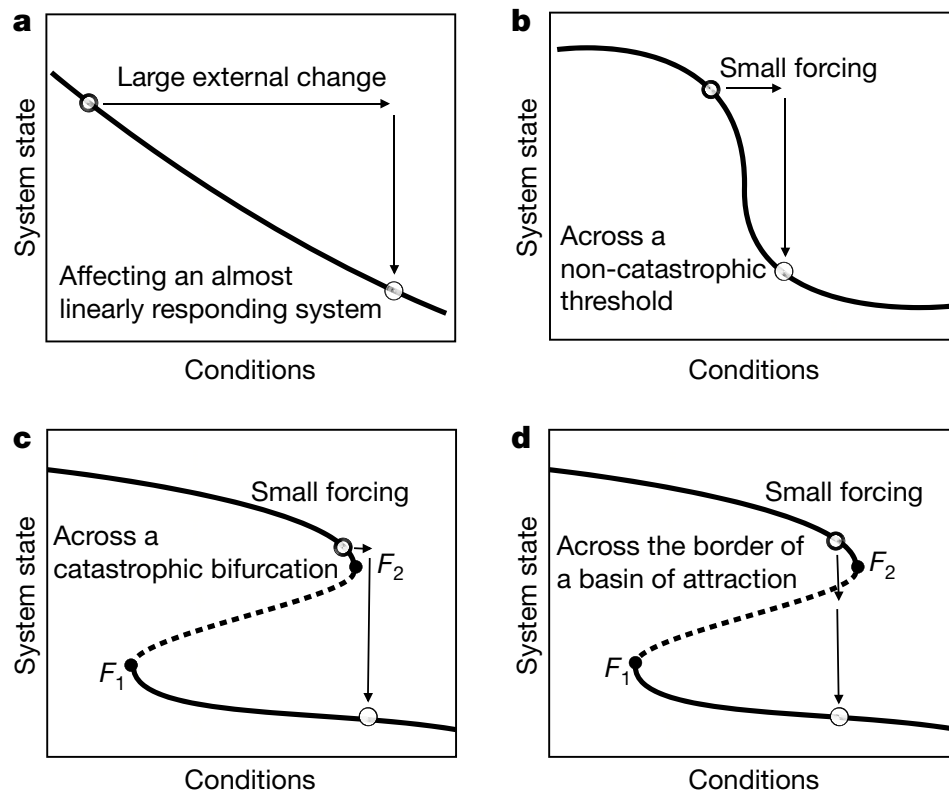 a
Large external change
Affecting an almost
linearly responding system
System state
Conditions
b
Small forcing
Across a
non-catastrophic
threshold
System state
Conditions
c
Small forcing
Across a
catastrophic bifurcation
F2
F1
System state
Conditions
d
Small forcing
Across the border of
a basin of attraction
F2
F1
System state
Conditions